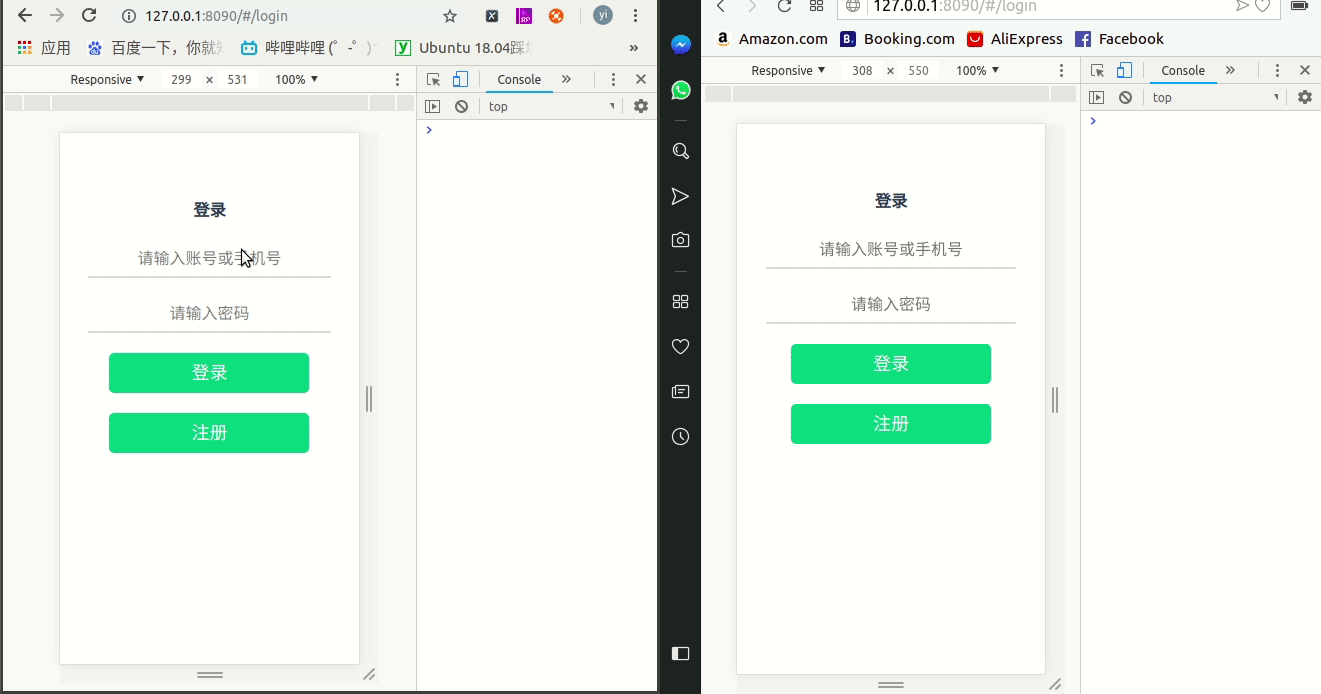 127.0.0.1:8090/#/login
yi
应用
百度一下，你就知
哔哩哔哩 (゜-゜)
Ubuntu 18.04踩
»
Responsive ▼ 299 × 531 100% ▼
Console »
top
登录
请输入账号或手机号
请输入密码
登录
注册
127.0.0.1:8090/#/login
Amazon.com
Booking.com
AliExpress
Facebook
Responsive ▼ 308 × 550 100% ▼
Console »
top
登录
请输入账号或手机号
请输入密码
登录
注册